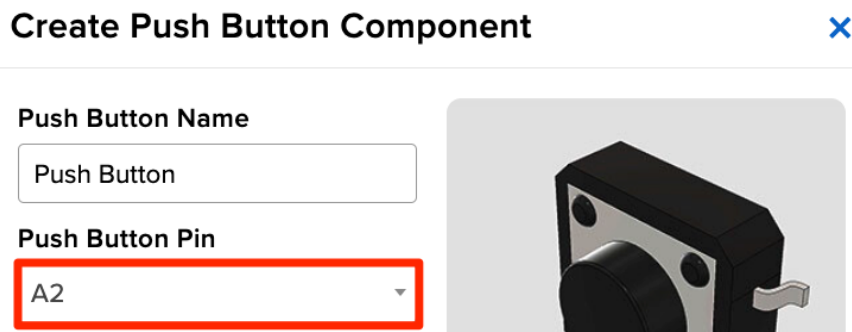 Create Push Button Component
Push Button Name
Push Button
Push Button Pin
A2